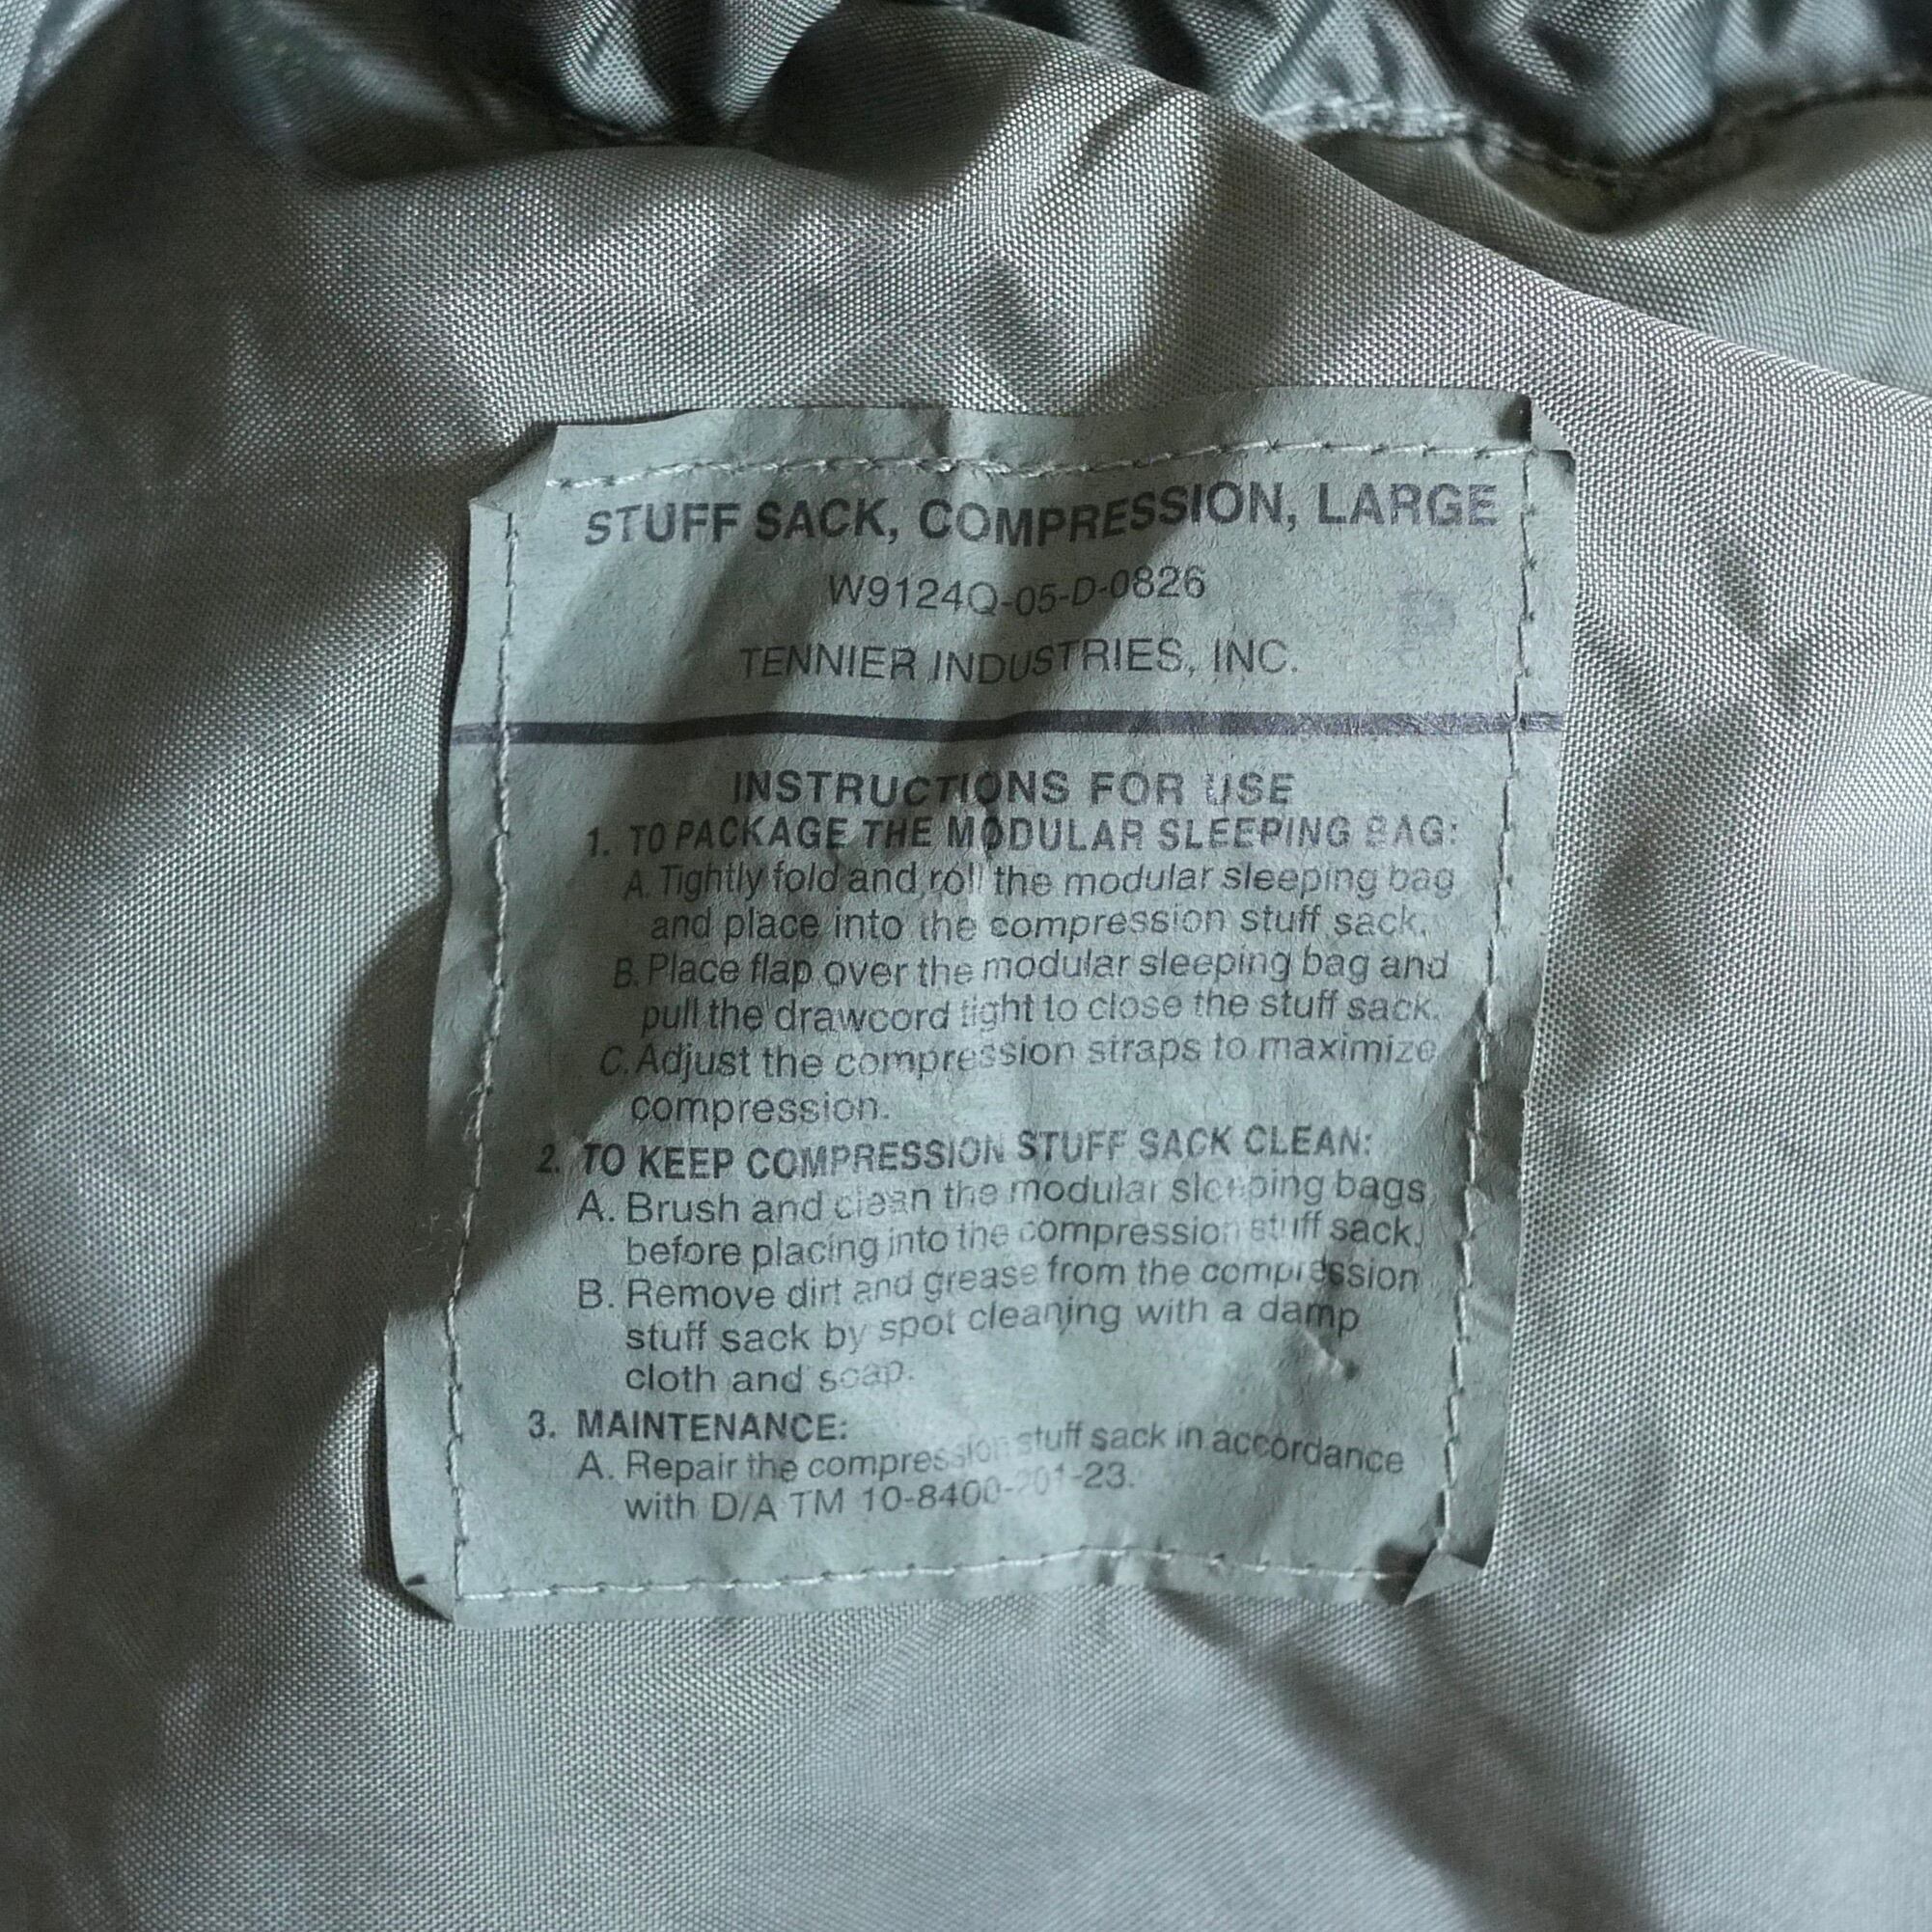 STUFF SACK, COMPRESSION, LARGE
W9124Q-05-D-0826
TENNIER INDUSTRIES, INC.
INSTRUCTIONS FOR USE
1. TO PACKAGE THE MODULAR SLEEPING BAG:
A. Tightly fold and roll the modular sleeping bag
and place into the compression stuff sack.
B. Place flap over the modular sleeping bag and
pull the drawcord tight to close the stuff sack.
C. Adjust the compression straps to maximize
compression.
2. TO KEEP COMPRESSION STUFF SACK CLEAN:
A. Brush and clean the modular sleeping bags
before placing into the compression stuff sack.
B. Remove dirt and grease from the compression
stuff sack by spot cleaning with a damp
cloth and soap.
3. MAINTENANCE:
A. Repair the compression stuff sack in accordance
with D/A TM 10-8400-201-23.